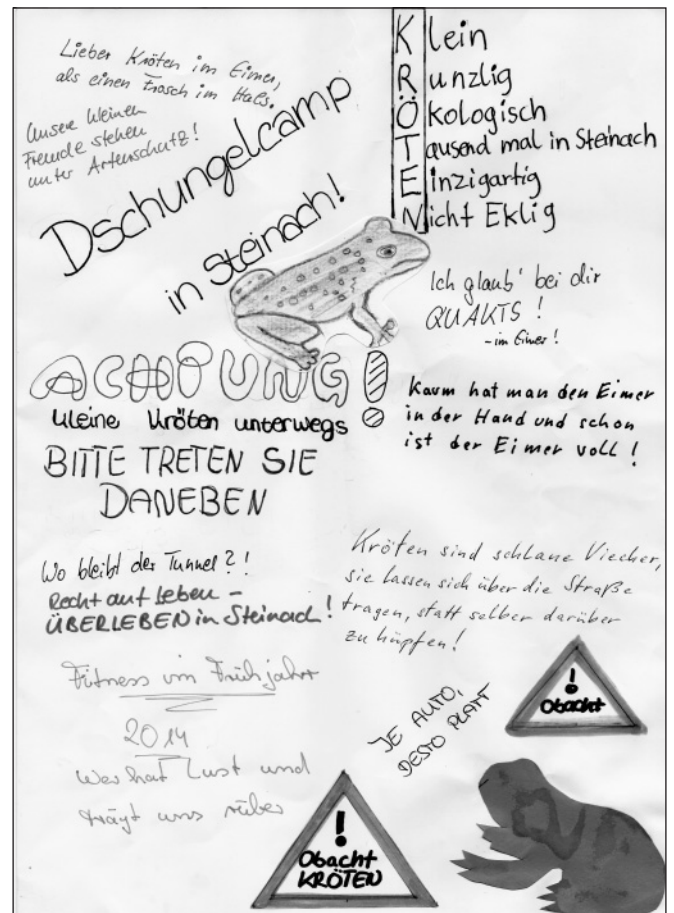 Lieber Kröten im Eimer,
als einen Frosch im Hals.
Unsere kleinen
Freunde stehen
unter Artenschutz!
Dschungelcamp
in Steinach!
Klein
Runzlig
Ökologisch
Tausend mal in Steinach
Einzigartig
Nicht Eklig
Ich glaub' bei dir
QUAKTS!
- im Eimer!
ACHTUNG!
kleine Kröten unterwegs
BITTE TRETEN SIE
DANEBEN
Kaum hat man den Eimer
in der Hand und schon
ist der Eimer voll!
Wo bleibt der Tunnel?!
Recht auf Leben -
ÜBERLEBEN in Steinach!
Kröten sind schlaue Viecher,
sie lassen sich über die Straße
tragen, statt selber darüber
zu hüpfen!
Fitness im Frühjahr
2014
Wer hat Lust und
trägt uns rüber
JE AUTO,
DESTO PLATT
!
Obacht
!
Obacht
KRÖTEN